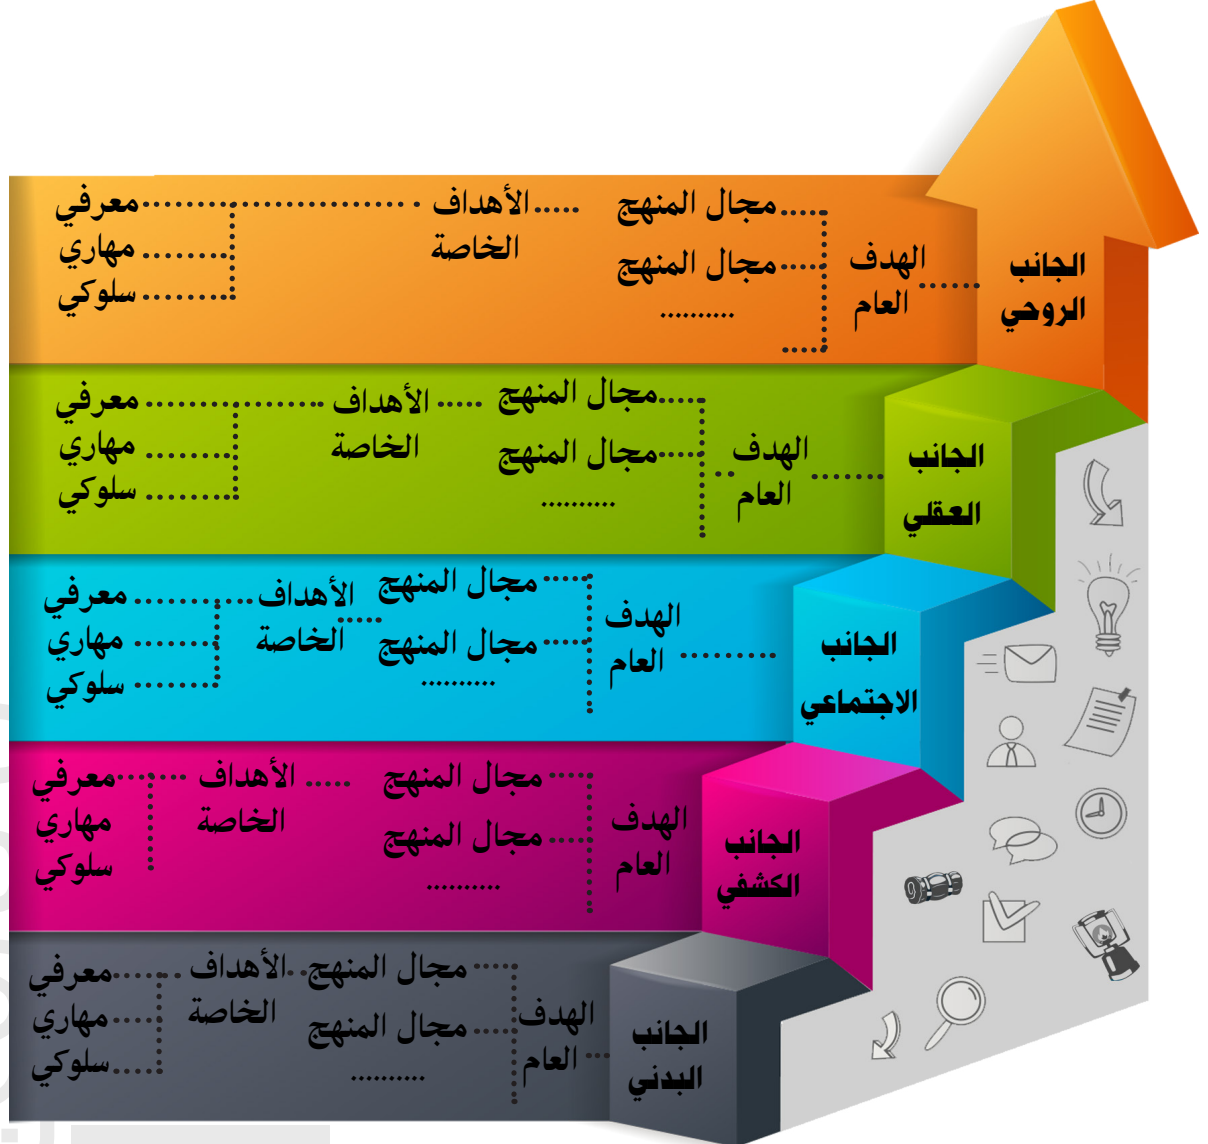 الجانب
الروحي
الهدف
العام
مجال المنهج
مجال المنهج
..........
الأهداف
الخاصة
معرفي
مهاري
سلوكي
الجانب
العقلي
الهدف
العام
مجال المنهج
مجال المنهج
..........
الأهداف
الخاصة
معرفي
مهاري
سلوكي
الجانب
الاجتماعي
الهدف
العام
مجال المنهج
مجال المنهج
..........
الأهداف
الخاصة
معرفي
مهاري
سلوكي
الجانب
الكشفي
الهدف
العام
مجال المنهج
مجال المنهج
..........
الأهداف
الخاصة
معرفي
مهاري
سلوكي
الجانب
البدني
الهدف
العام
مجال المنهج
مجال المنهج
..........
الأهداف
الخاصة
معرفي
مهاري
سلوكي